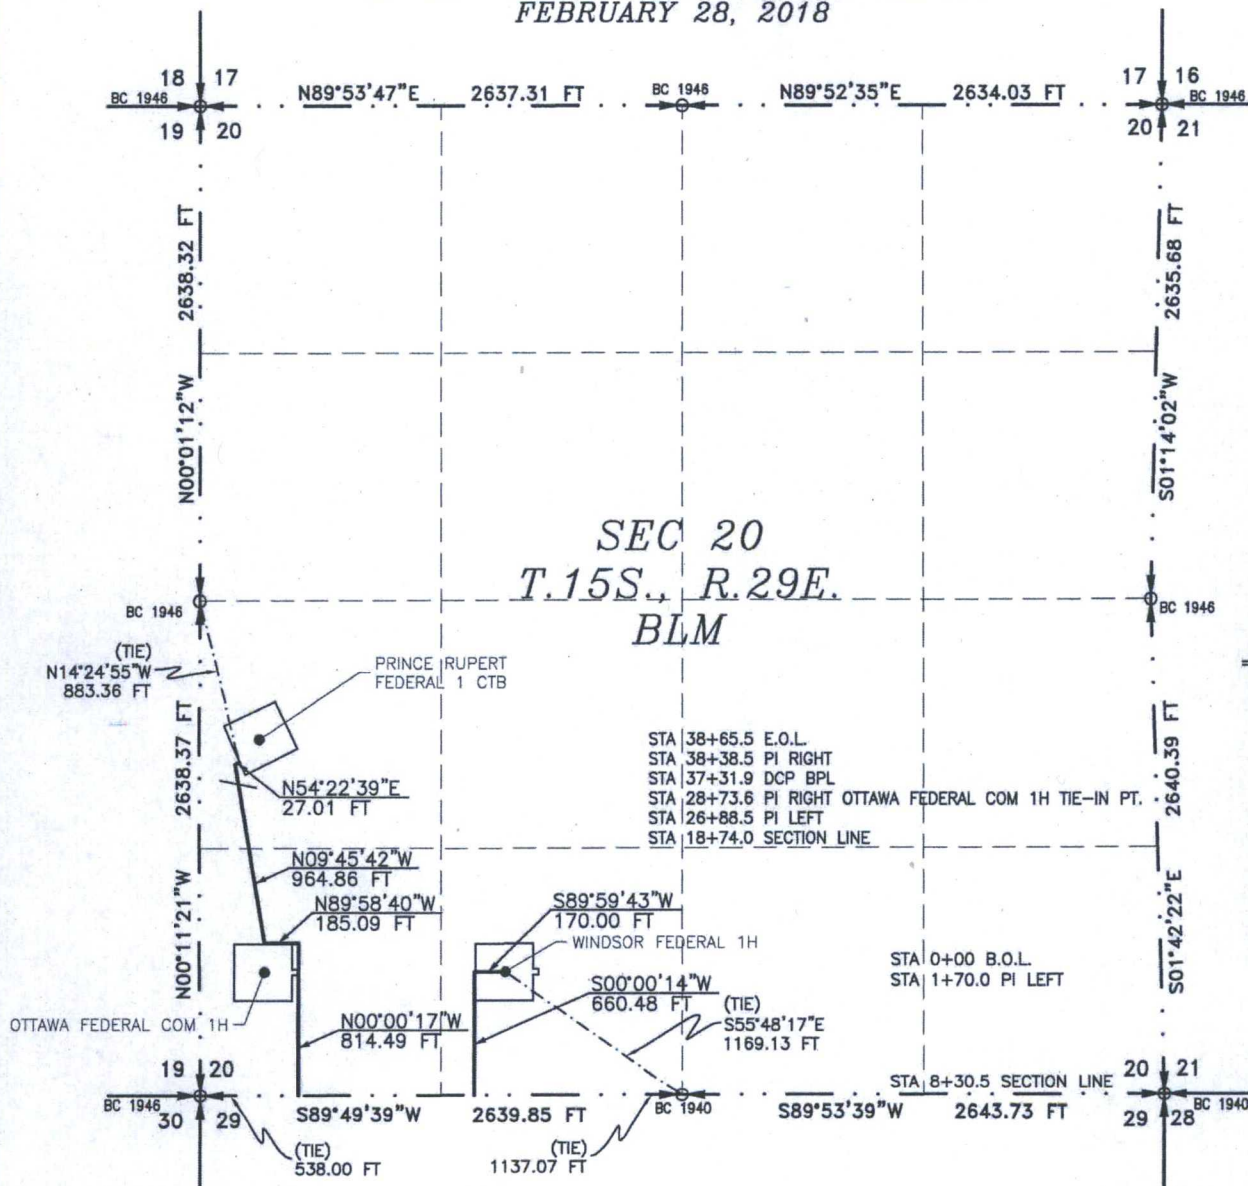 FEBRUARY 28, 2018
18 17
17 16
BC 1946
N89°53'47"E 2637.31 FT
BC 1946
N89°52'35"E 2634.03 FT
BC 1946
19 20
20 21
2638.32 FT
2635.68 FT
N00°01'12"W
S01°14'02"W
SEC 20
T.15S., R.29E.
BLM
BC 1946
BC 1946
(TIE)
N14°24'55"W
883.36 FT
PRINCE RUPERT
FEDERAL 1 CTB
2638.37 FT
2640.39 FT
STA 38+65.5 E.O.L.
STA 38+38.5 PI RIGHT
STA 37+31.9 DCP BPL
STA 28+73.6 PI RIGHT OTTAWA FEDERAL COM 1H TIE-IN PT.
STA 26+88.5 PI LEFT
STA 18+74.0 SECTION LINE
N54°22'39"E
27.01 FT
N09°45'42"W
964.86 FT
N89°58'40"W
185.09 FT
N00°11'21"W
S01°42'22"E
S89°59'43"W
170.00 FT
WINDSOR FEDERAL 1H
STA 0+00 B.O.L.
STA 1+70.0 PI LEFT
S00°00'14"W
660.48 FT
(TIE)
S55°48'17"E
1169.13 FT
OTTAWA FEDERAL COM 1H
N00°00'17"W
814.49 FT
19 20
20 21
STA 8+30.5 SECTION LINE
BC 1946
BC 1940
BC 1940
30 29
S89°49'39"W 2639.85 FT
S89°53'39"W 2643.73 FT
29 28
(TIE)
538.00 FT
(TIE)
1137.07 FT